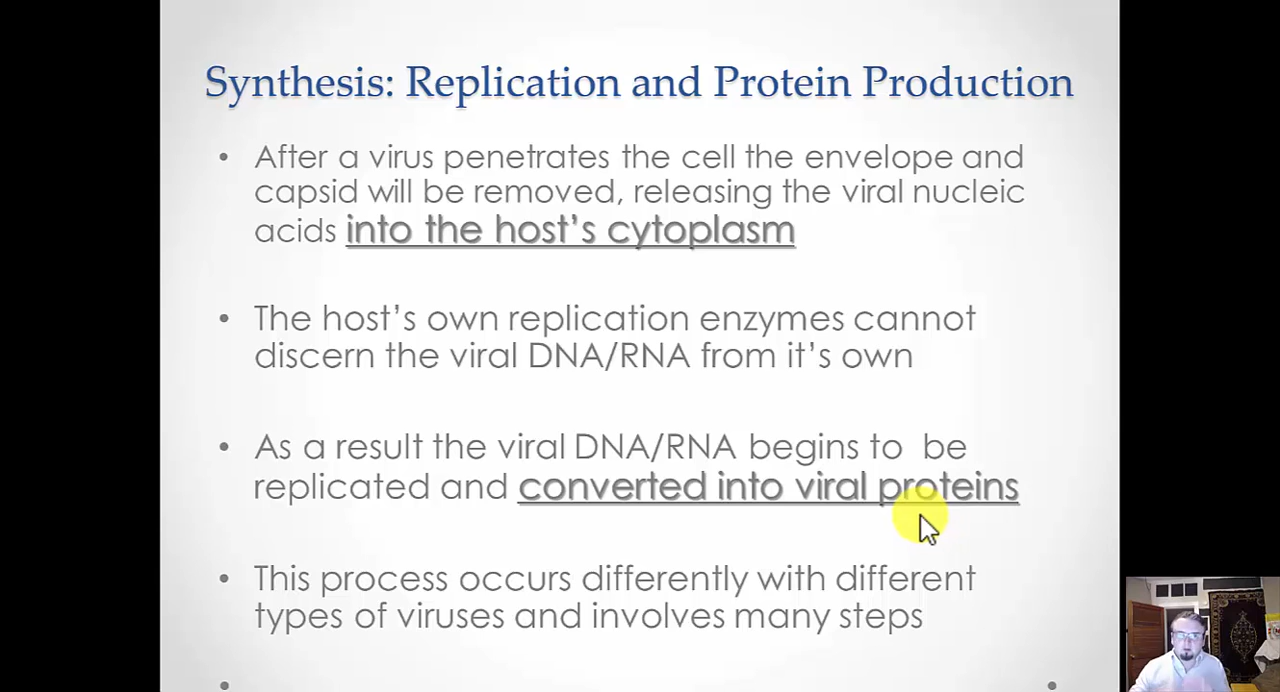 Synthesis: Replication and Protein Production
• After a virus penetrates the cell the envelope and
capsid will be removed, releasing the viral nucleic
acids into the host's cytoplasm
• The host's own replication enzymes cannot
discern the viral DNA/RNA from it's own
• As a result the viral DNA/RNA begins to  be
replicated and converted into viral proteins
• This process occurs differently with different
types of viruses and involves many steps